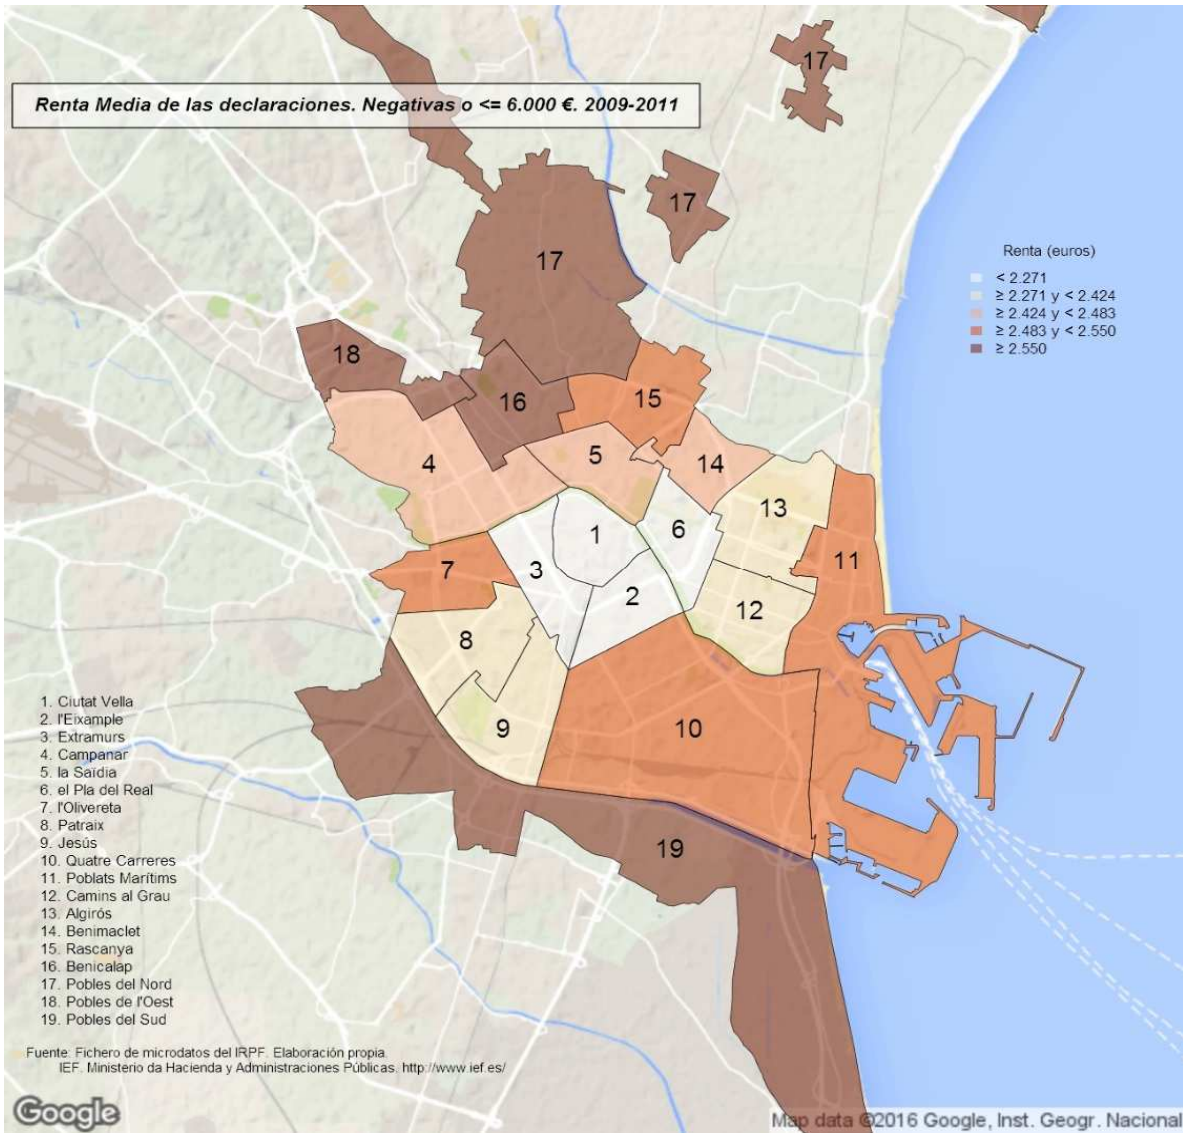 17
Renta Media de las declaraciones. Negativas o <= 6.000 €. 2009-2011
17
17
Renta (euros)
< 2.271
≥ 2.271 y < 2.424
≥ 2.424 y < 2.483
≥ 2.483 y < 2.550
≥ 2.550
18
16
15
4
5
14
13
1
6
11
7
3
2
12
8
9
10
19
1. Ciutat Vella
2. l'Eixample
3. Extramurs
4. Campanar
5. la Saïdia
6. el Pla del Real
7. l'Olivereta
8. Patraix
9. Jesús
10. Quatre Carreres
11. Poblats Marítims
12. Camins al Grau
13. Algirós
14. Benimaclet
15. Rascanya
16. Benicalap
17. Pobles del Nord
18. Pobles de l'Oest
19. Pobles del Sud
Fuente: Fichero de microdatos del IRPF. Elaboración propia.
IEF. Ministerio da Hacienda y Administraciones Públicas. http://www.ief.es/
Google
Map data ©2016 Google, Inst. Geogr. Nacional